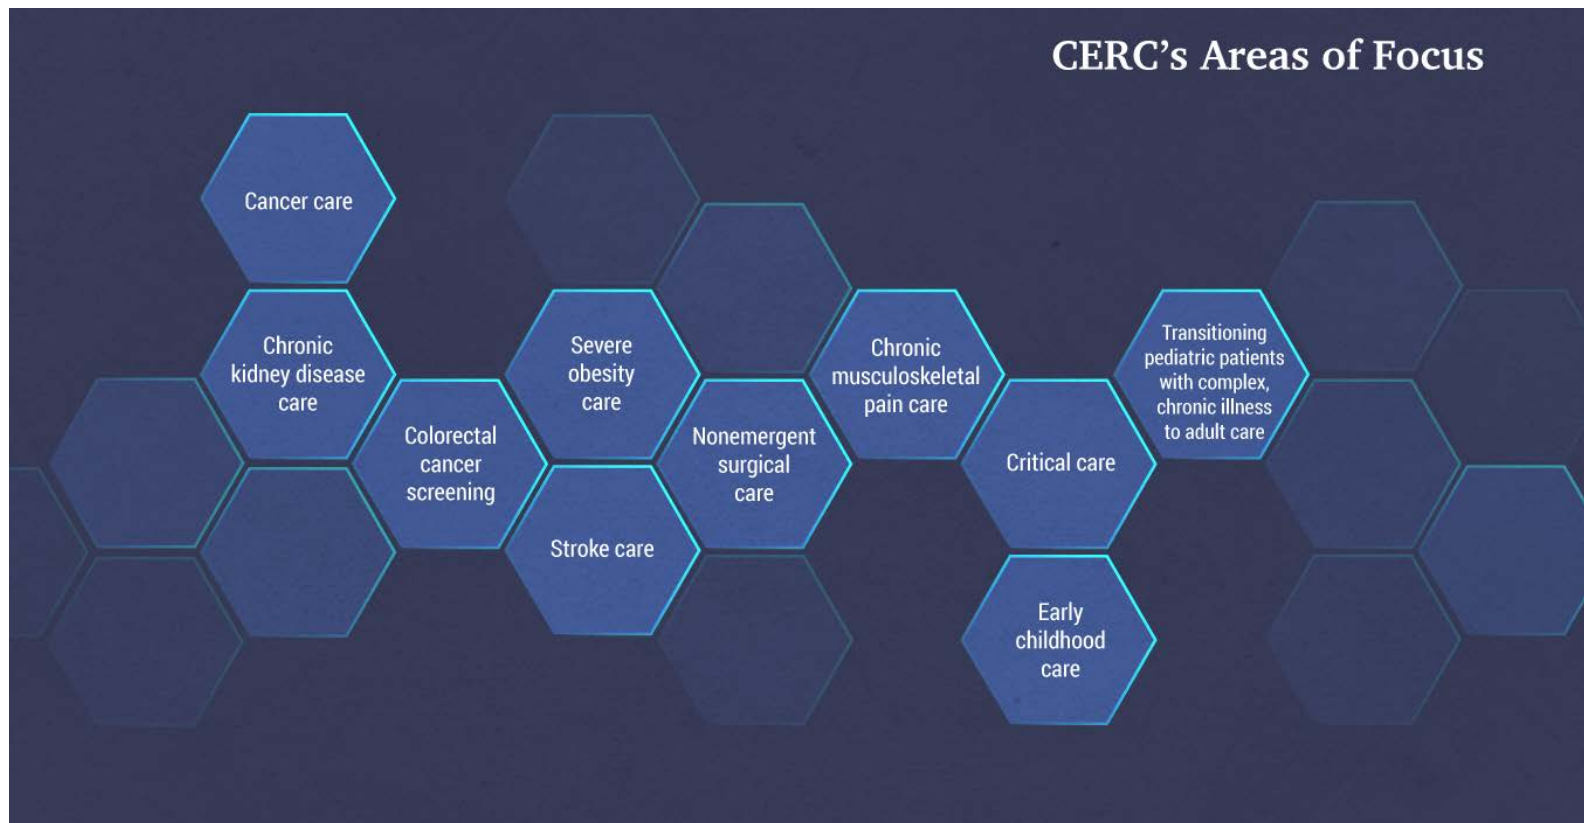 CERC’s Areas of Focus
Cancer care
Chronic
kidney disease
care
Colorectal
cancer
screening
Severe
obesity
care
Stroke care
Nonemergent
surgical
care
Chronic
musculoskeletal
pain care
Critical care
Early
childhood
care
Transitioning
pediatric patients
with complex,
chronic illness
to adult care